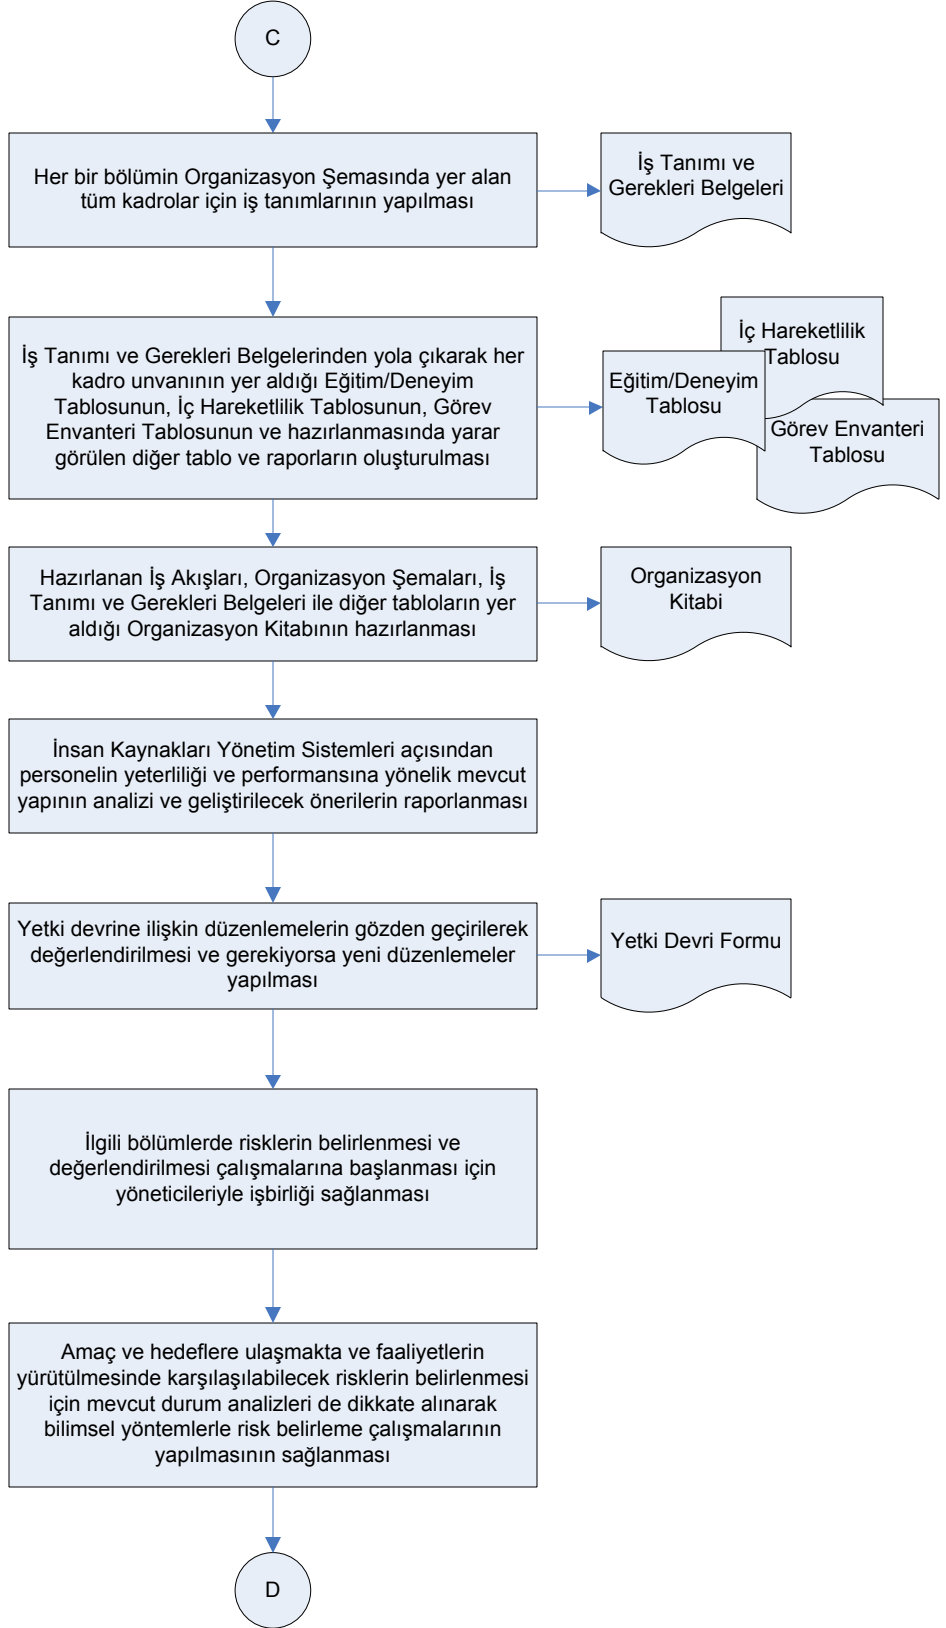 C
Her bir bölümin Organizasyon Şemasında yer alan
tüm kadrolar için iş tanımlarının yapılması
İş Tanımı ve
Gerekleri Belgeleri
İş Tanımı ve Gerekleri Belgelerinden yola çıkarak her
kadro unvanının yer aldığı Eğitim/Deneyim
Tablosunun, İç Hareketlilik Tablosunun, Görev
Envanteri Tablosunun ve hazırlanmasında yarar
görülen diğer tablo ve raporların oluşturulması
İç Hareketlilik
Tablosu
Eğitim/Deneyim
Tablosu
Görev Envanteri
Tablosu
Hazırlanan İş Akışları, Organizasyon Şemaları, İş
Tanımı ve Gerekleri Belgeleri ile diğer tabloların yer
aldığı Organizasyon Kitabının hazırlanması
Organizasyon
Kitabi
İnsan Kaynakları Yönetim Sistemleri açısından
personelin yeterliliği ve performansına yönelik mevcut
yapının analizi ve geliştirilecek önerilerin raporlanması
Yetki devrine ilişkin düzenlemelerin gözden geçirilerek
değerlendirilmesi ve gerekiyorsa yeni düzenlemeler
yapılması
Yetki Devri Formu
İlgili bölümlerde risklerin belirlenmesi ve
değerlendirilmesi çalışmalarına başlanması için
yöneticileriyle işbirliği sağlanması
Amaç ve hedeflere ulaşmakta ve faaliyetlerin
yürütülmesinde karşılaşılabilecek risklerin belirlenmesi
için mevcut durum analizleri de dikkate alınarak
bilimsel yöntemlerle risk belirleme çalışmalarının
yapılmasının sağlanması
D